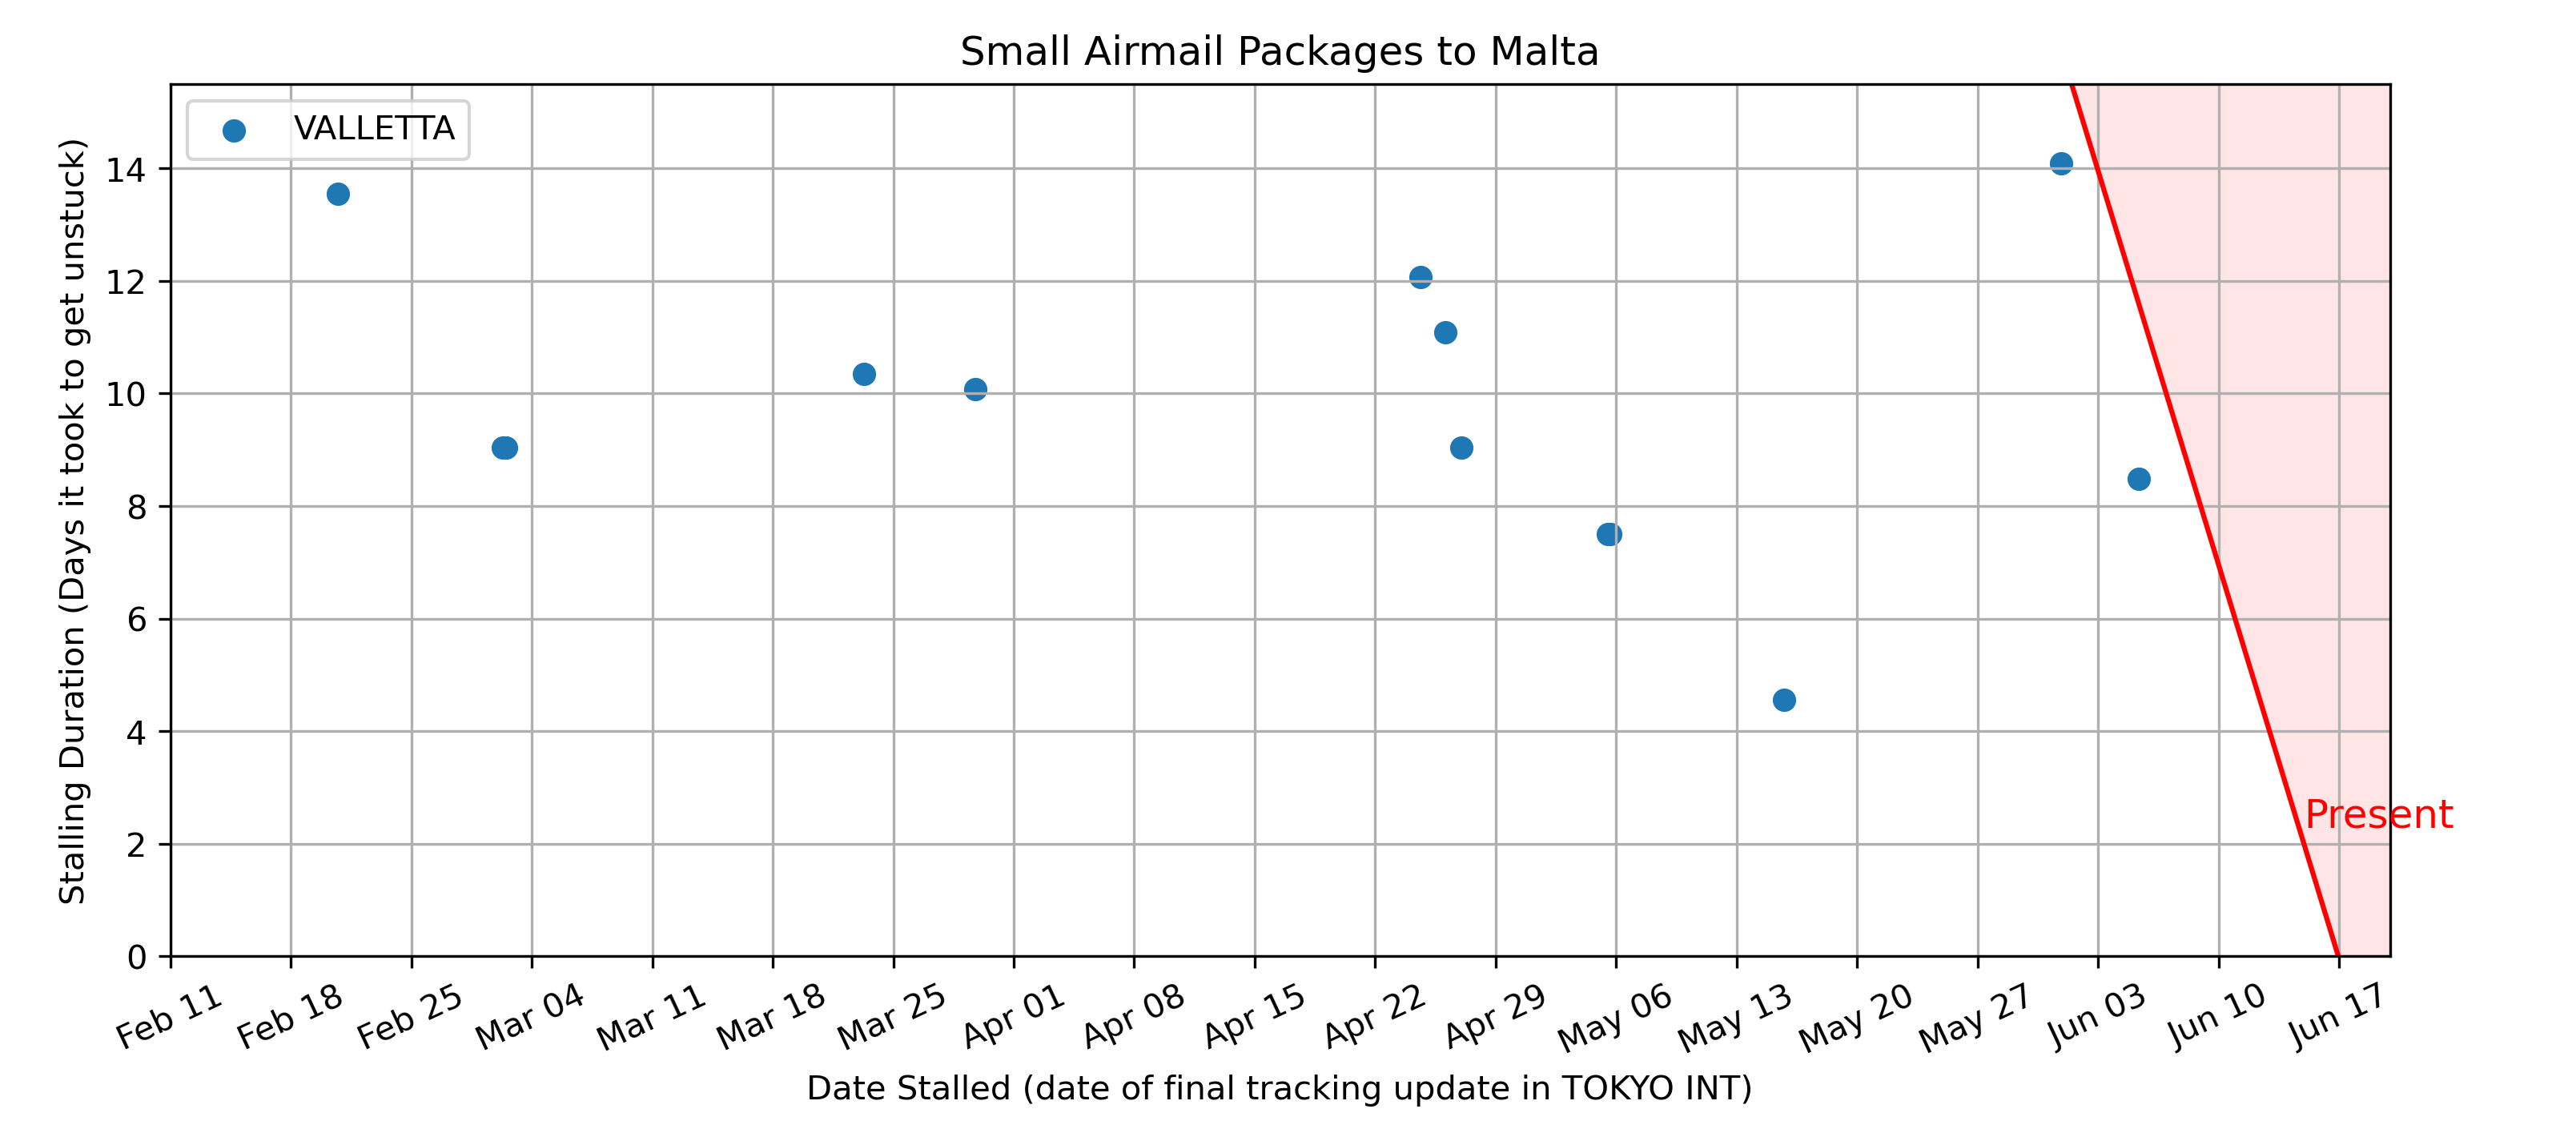 Small Airmail Packages to Malta
VALLETTA
Stalling Duration (Days it took to get unstuck)
14
12
10
8
6
4
2
0
Present
Feb 11
Feb 18
Feb 25
Mar 04
Mar 11
Mar 18
Mar 25
Apr 01
Apr 08
Apr 15
Apr 22
Apr 29
May 06
May 13
May 20
May 27
Jun 03
Jun 10
Jun 17
Date Stalled (date of final tracking update in TOKYO INT)